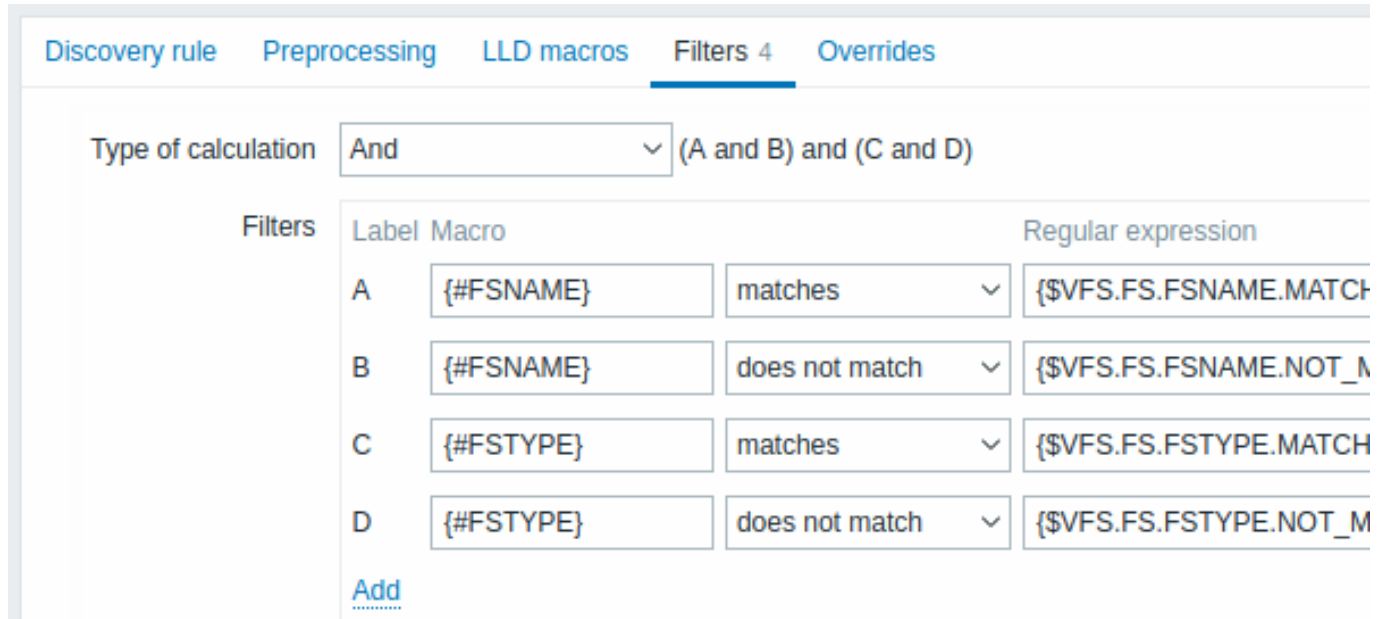 Discovery rule Preprocessing LLD macros Filters 4 Overrides
Type of calculation And (A and B) and (C and D)
Filters Label Macro Regular expression
A {#FSNAME} matches {$VFS.FS.FSNAME.MATCH
B {#FSNAME} does not match {$VFS.FS.FSNAME.NOT_M
C {#FSTYPE} matches {$VFS.FS.FSTYPE.MATCH
D {#FSTYPE} does not match {$VFS.FS.FSTYPE.NOT_M
Add